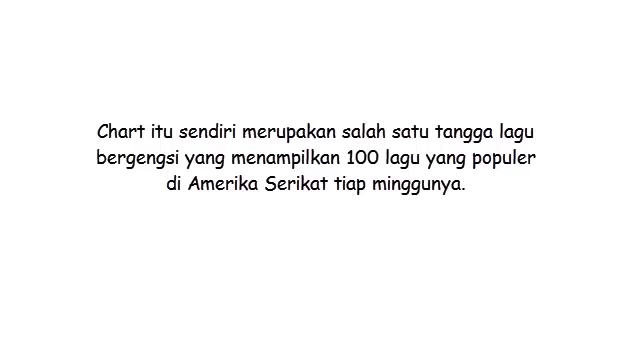 Chart itu sendiri merupakan salah satu tangga lagu
bergengsi yang menampilkan 100 lagu yang populer
di Amerika Serikat tiap minggunya.